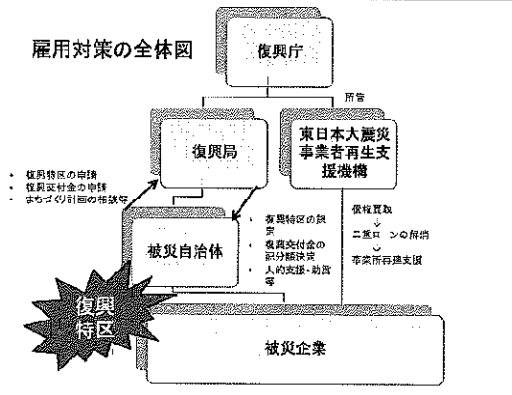 雇用対策の全体図
復興庁
所管
復興局
東日本大震災
事業者再生支
援機構
• 復興特区の申請
• 復興交付金の申請
• まちづくり計画の相談等
被災自治体
• 復興特区の認
定
• 復興交付金の
配分額決定
• 人的支援・助言
等
債権買取
↓
二重ローンの解消
↓
事業所再建支援
復興
特区
被災企業